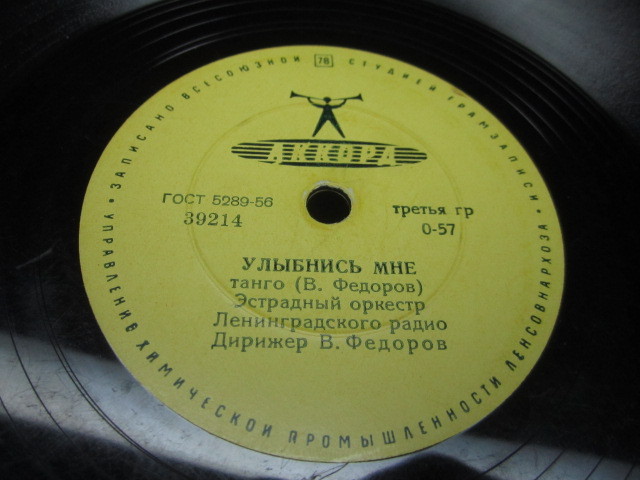 ЗАПИСАНО ВСЕСОЮЗНОЙ 78 СТУДИЕЙ ГРАМЗАПИСИ
АККОРД
ГОСТ 5289-56
39214
третья гр
0-57
УЛЫБНИСЬ МНЕ
танго (В. Федоров)
Эстрадный оркестр
Ленинградского радио
Дирижер В. Федоров
УПРАВЛЕНИЕ ХИМИЧЕСКОЙ ПРОМЫШЛЕННОСТИ ЛЕНСОВНАРХОЗА